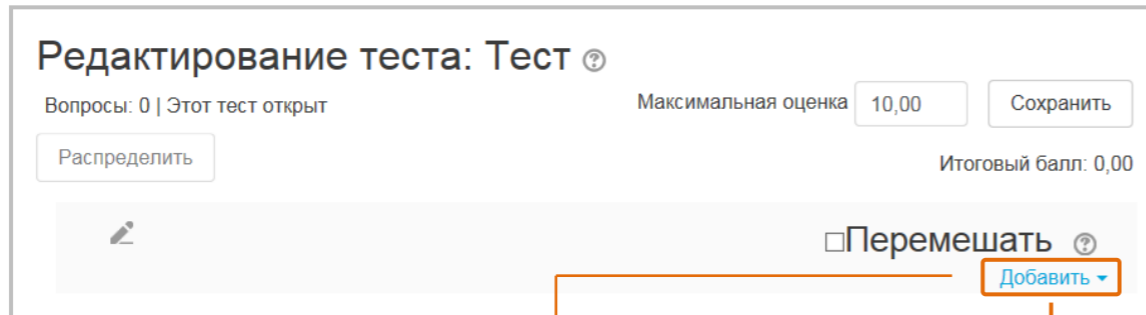 Редактирование теста: Тест
Вопросы: 0 | Этот тест открыт
Максимальная оценка 10,00 Сохранить
Распределить
Итоговый балл: 0,00
Перемешать
Добавить